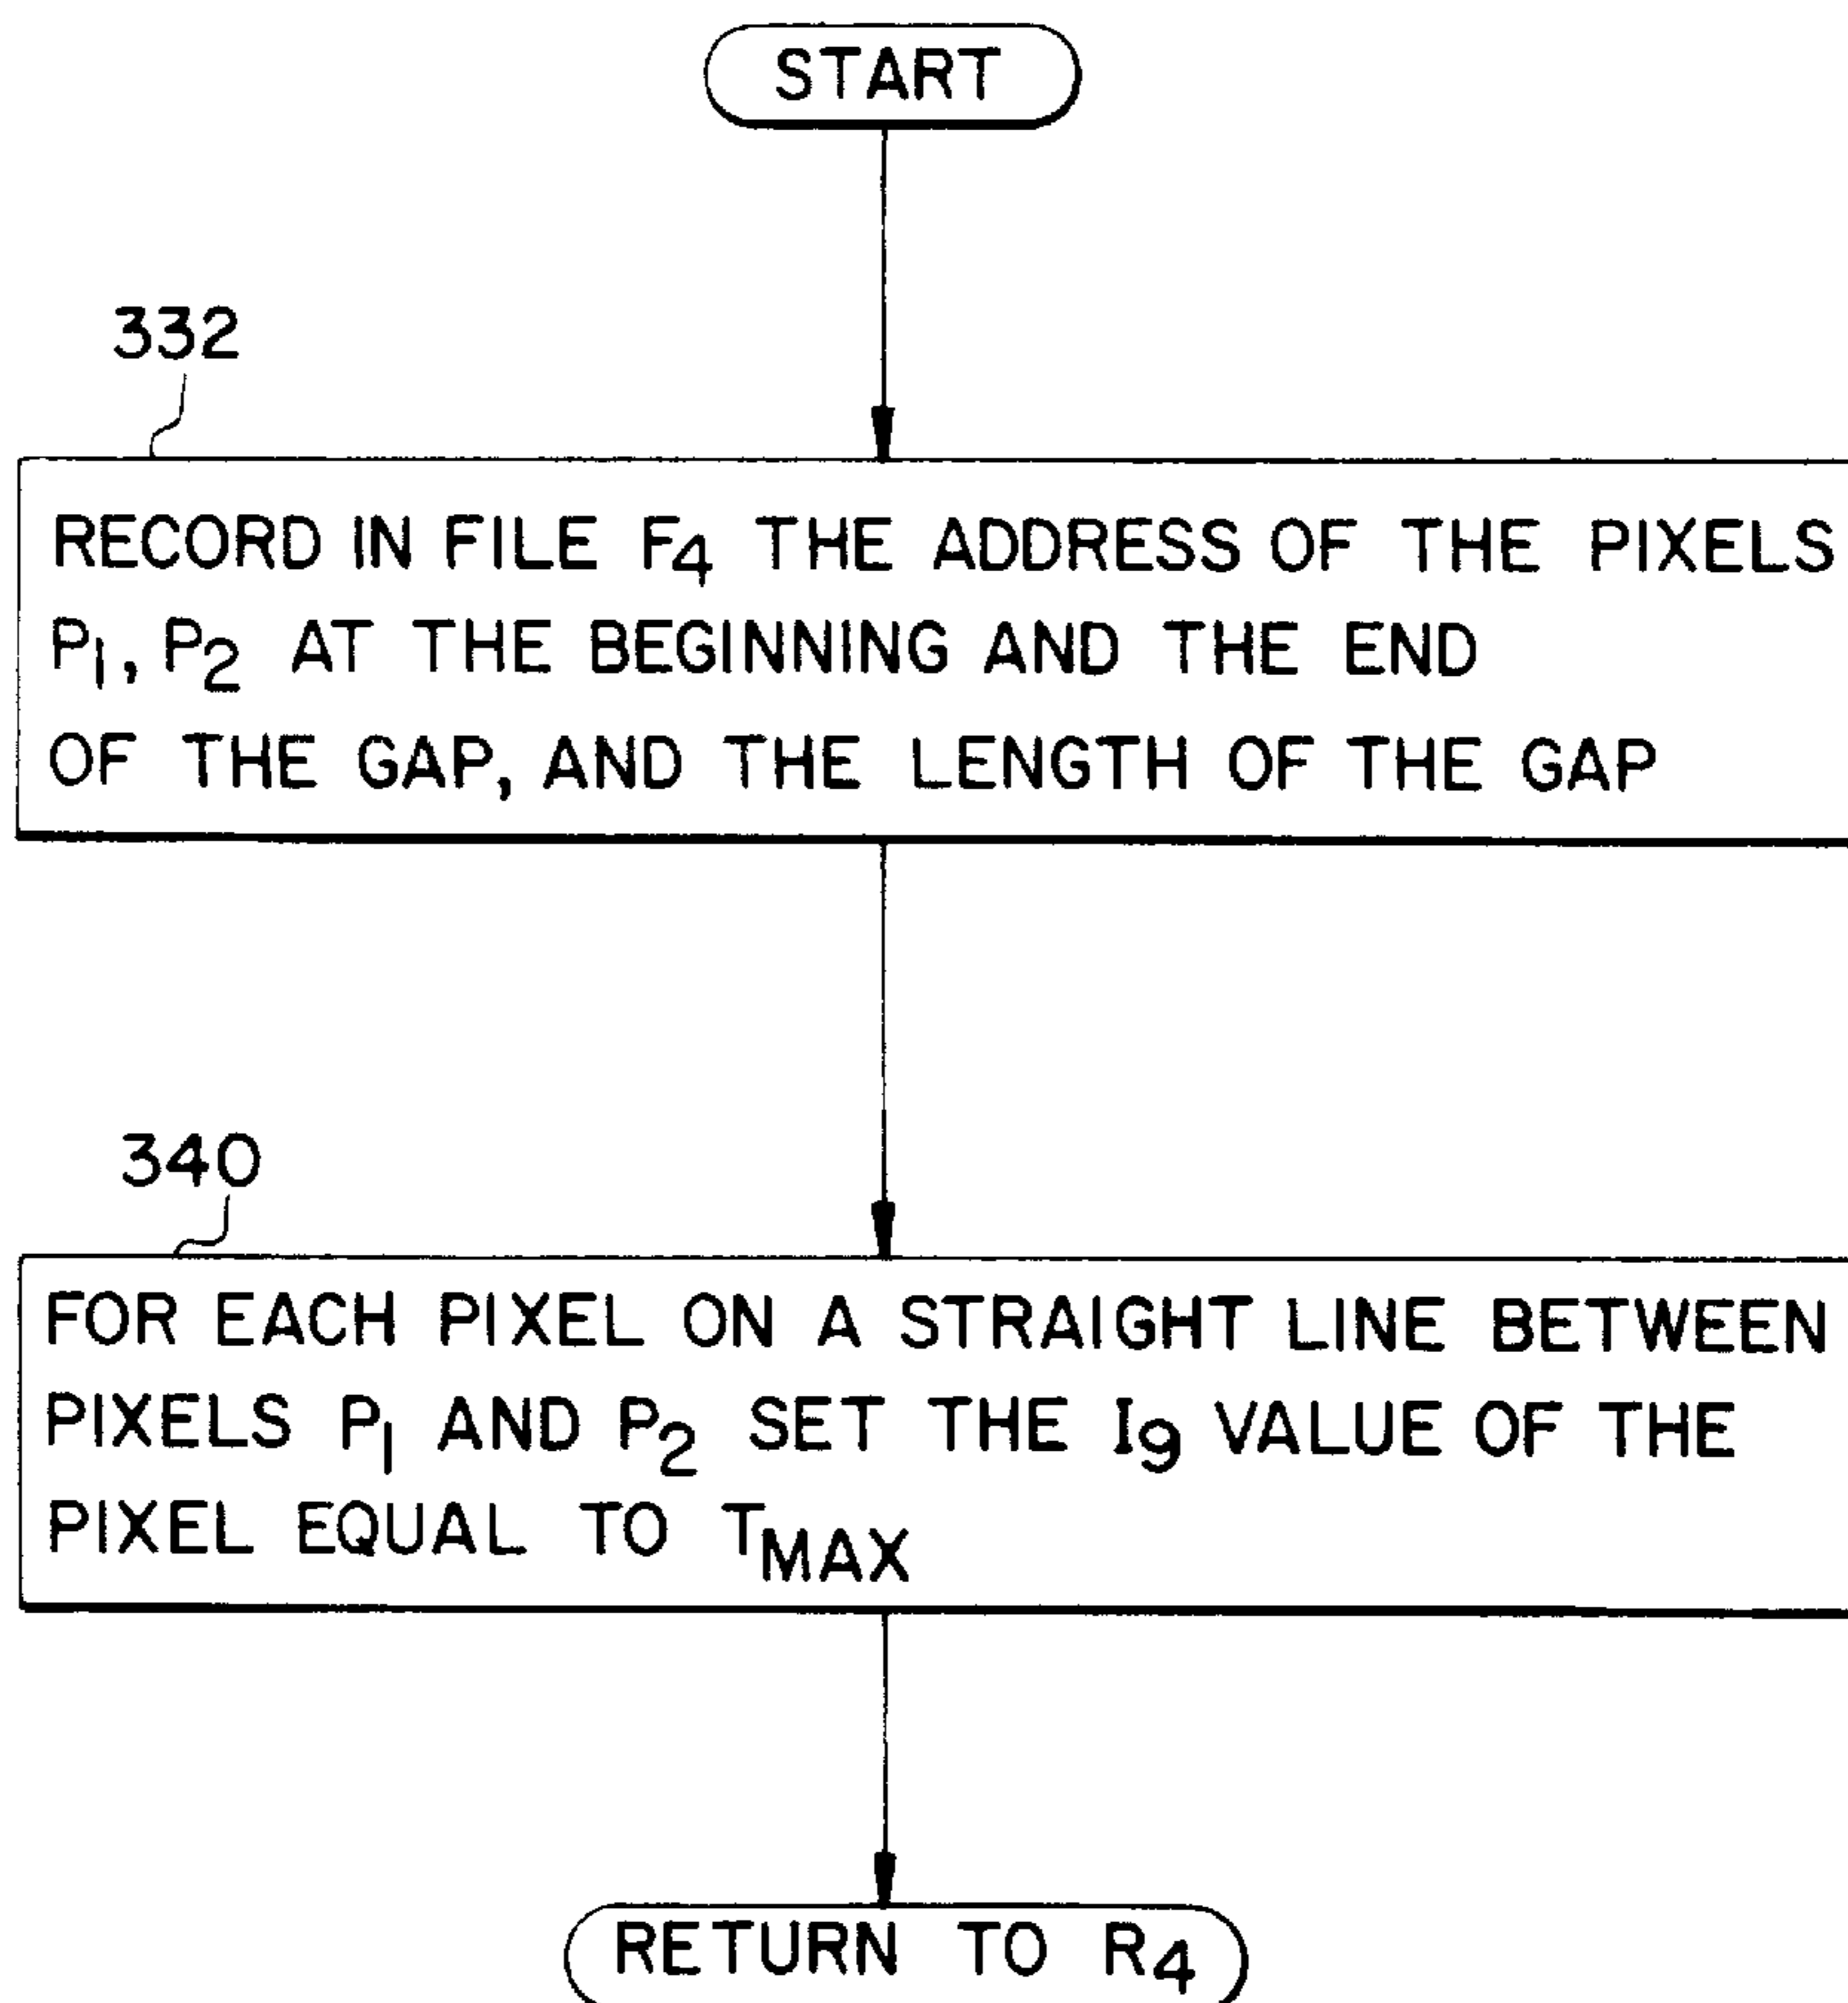 START
332
RECORD IN FILE F4 THE ADDRESS OF THE PIXELS
P1, P2 AT THE BEGINNING AND THE END
OF THE GAP, AND THE LENGTH OF THE GAP
340
FOR EACH PIXEL ON A STRAIGHT LINE BETWEEN
PIXELS P1 AND P2 SET THE I9 VALUE OF THE
PIXEL EQUAL TO TMAX
RETURN TO R4